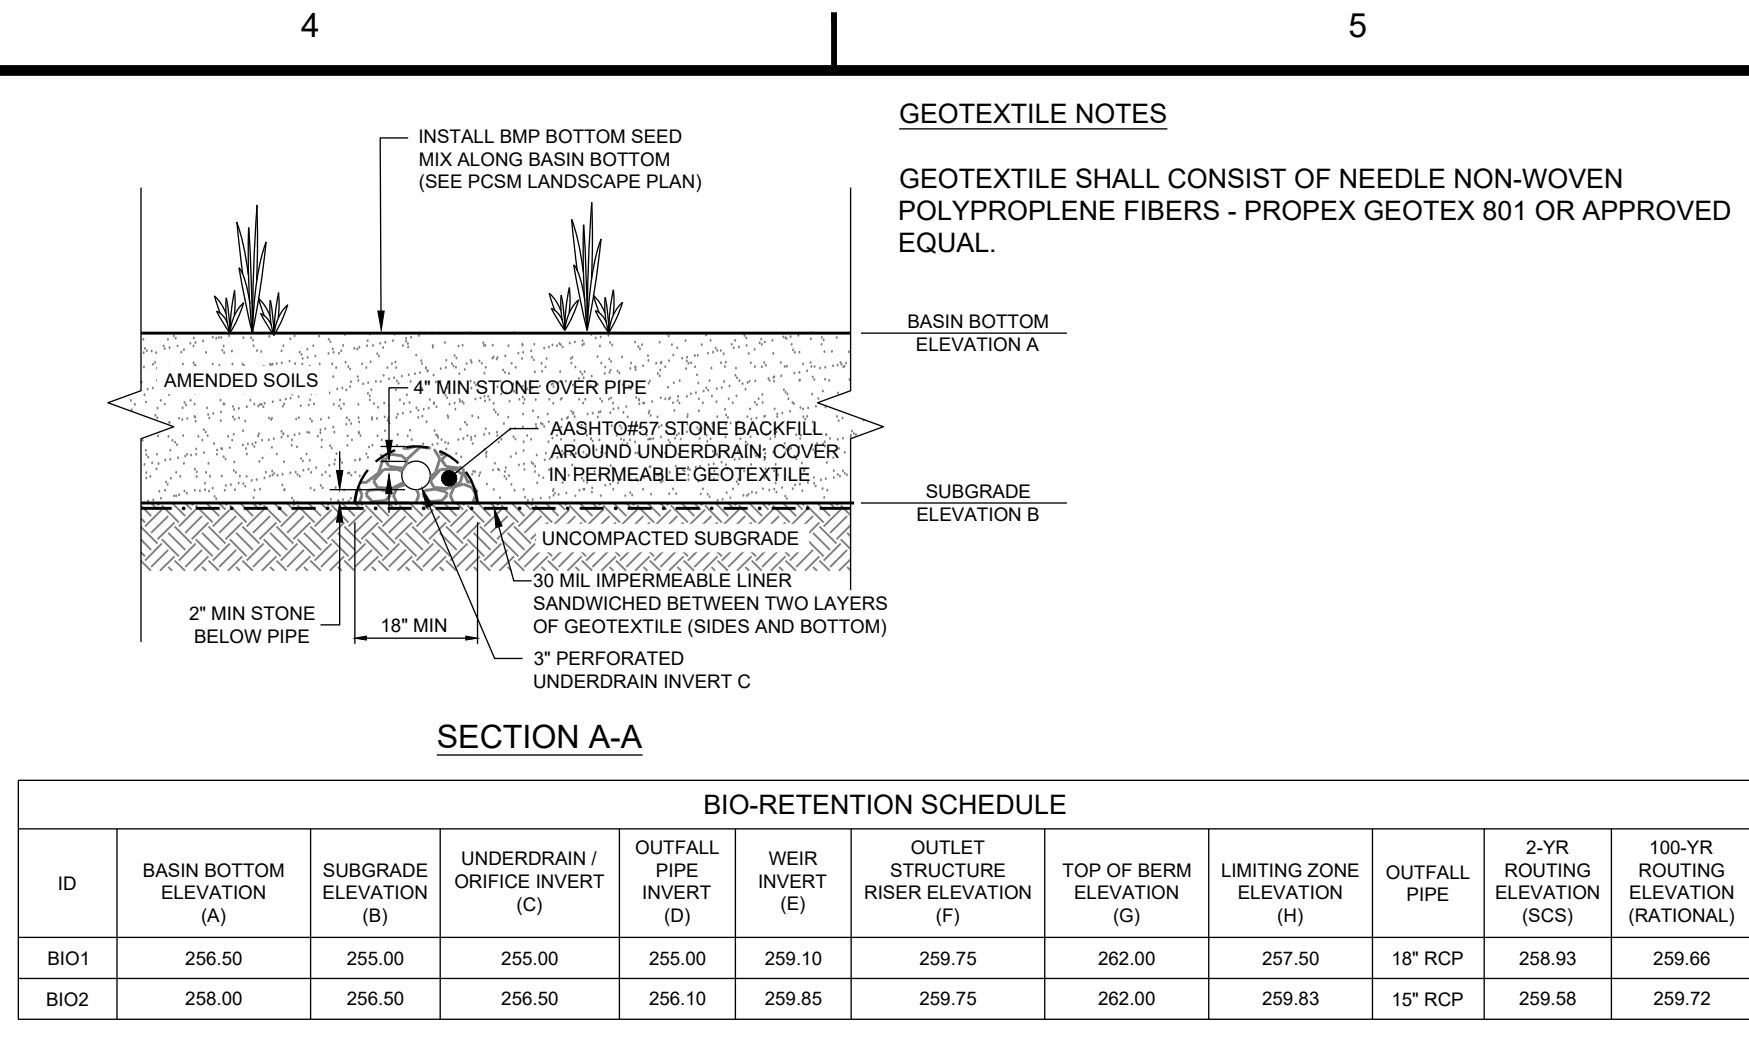 4
5
INSTALL BMP BOTTOM SEED
MIX ALONG BASIN BOTTOM
(SEE PCSM LANDSCAPE PLAN)
GEOTEXTILE NOTES
GEOTEXTILE SHALL CONSIST OF NEEDLE NON-WOVEN
POLYPROPLENE FIBERS - PROPEX GEOTEX 801 OR APPROVED
EQUAL.
BASIN BOTTOM
ELEVATION A
AMENDED SOILS
4" MIN STONE OVER PIPE
AASHTO#57 STONE BACKFILL
AROUND UNDERDRAIN; COVER
IN PERMEABLE GEOTEXTILE
SUBGRADE
ELEVATION B
UNCOMPACTED SUBGRADE
30 MIL IMPERMEABLE LINER
SANDWICHED BETWEEN TWO LAYERS
OF GEOTEXTILE (SIDES AND BOTTOM)
2" MIN STONE
BELOW PIPE
18" MIN
3" PERFORATED
UNDERDRAIN INVERT C
SECTION A-A
BIO-RETENTION SCHEDULE
ID
BASIN BOTTOM
ELEVATION
(A)
SUBGRADE
ELEVATION
(B)
UNDERDRAIN /
ORIFICE INVERT
(C)
OUTFALL
PIPE
INVERT
(D)
WEIR
INVERT
(E)
OUTLET
STRUCTURE
RISER ELEVATION
(F)
TOP OF BERM
ELEVATION
(G)
LIMITING ZONE
ELEVATION
(H)
OUTFALL
PIPE
2-YR
ROUTING
ELEVATION
(SCS)
100-YR
ROUTING
ELEVATION
(RATIONAL)
BIO1 256.50 255.00 255.00 255.00 259.10 259.75 262.00 257.50 18" RCP 258.93 259.66
BIO2 258.00 256.50 256.50 256.10 259.85 259.75 262.00 259.83 15" RCP 259.58 259.72